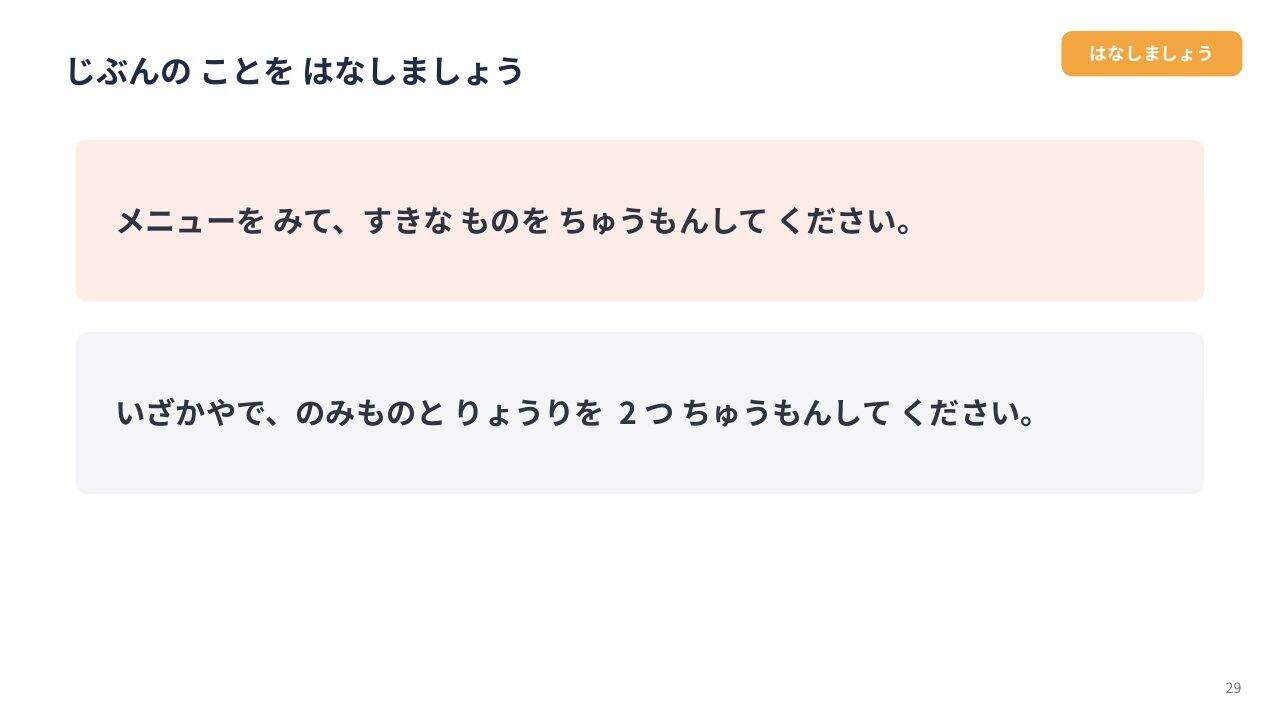 じぶんの ことを はなしましょう
はなしましょう
メニューを みて、すきな ものを ちゅうもんして ください。
いざかやで、のみものと りょうりを 2 つ ちゅうもんして ください。
29